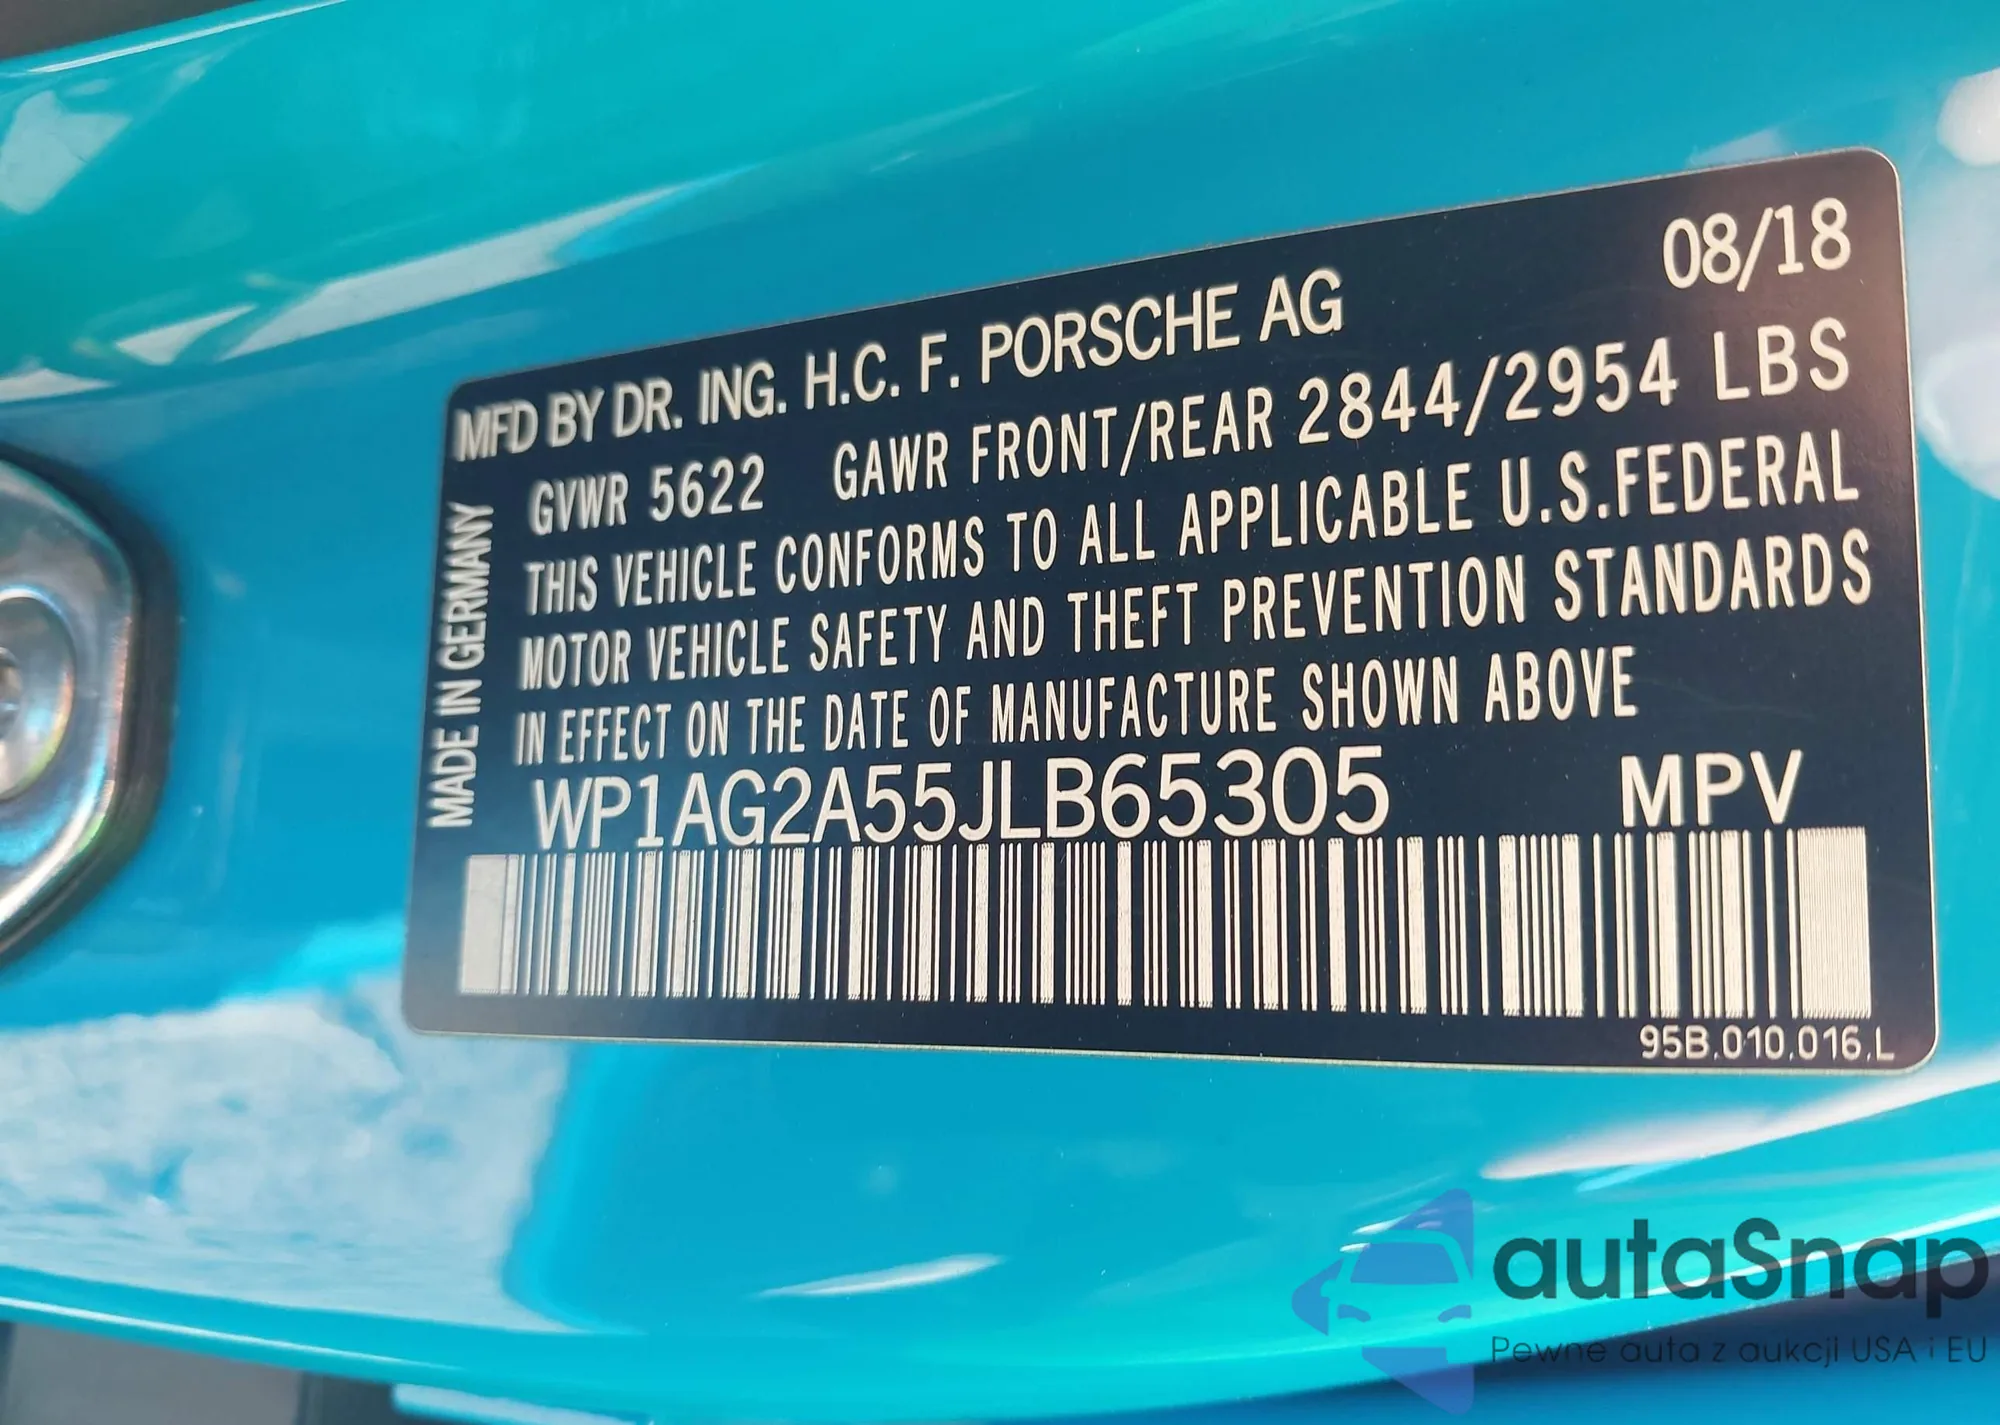 08/18
MFD BY DR. ING. H.C. F. PORSCHE AG
GVWR 5622 GAWR FRONT/REAR 2844/2954 LBS
THIS VEHICLE CONFORMS TO ALL APPLICABLE U.S.FEDERAL
MOTOR VEHICLE SAFETY AND THEFT PREVENTION STANDARDS
IN EFFECT ON THE DATE OF MANUFACTURE SHOWN ABOVE
WP1AG2A55JLB65305 MPV
MADE IN GERMANY
95B.010.016.L
autaSnap
Pewne auta z aukcji USA i EU